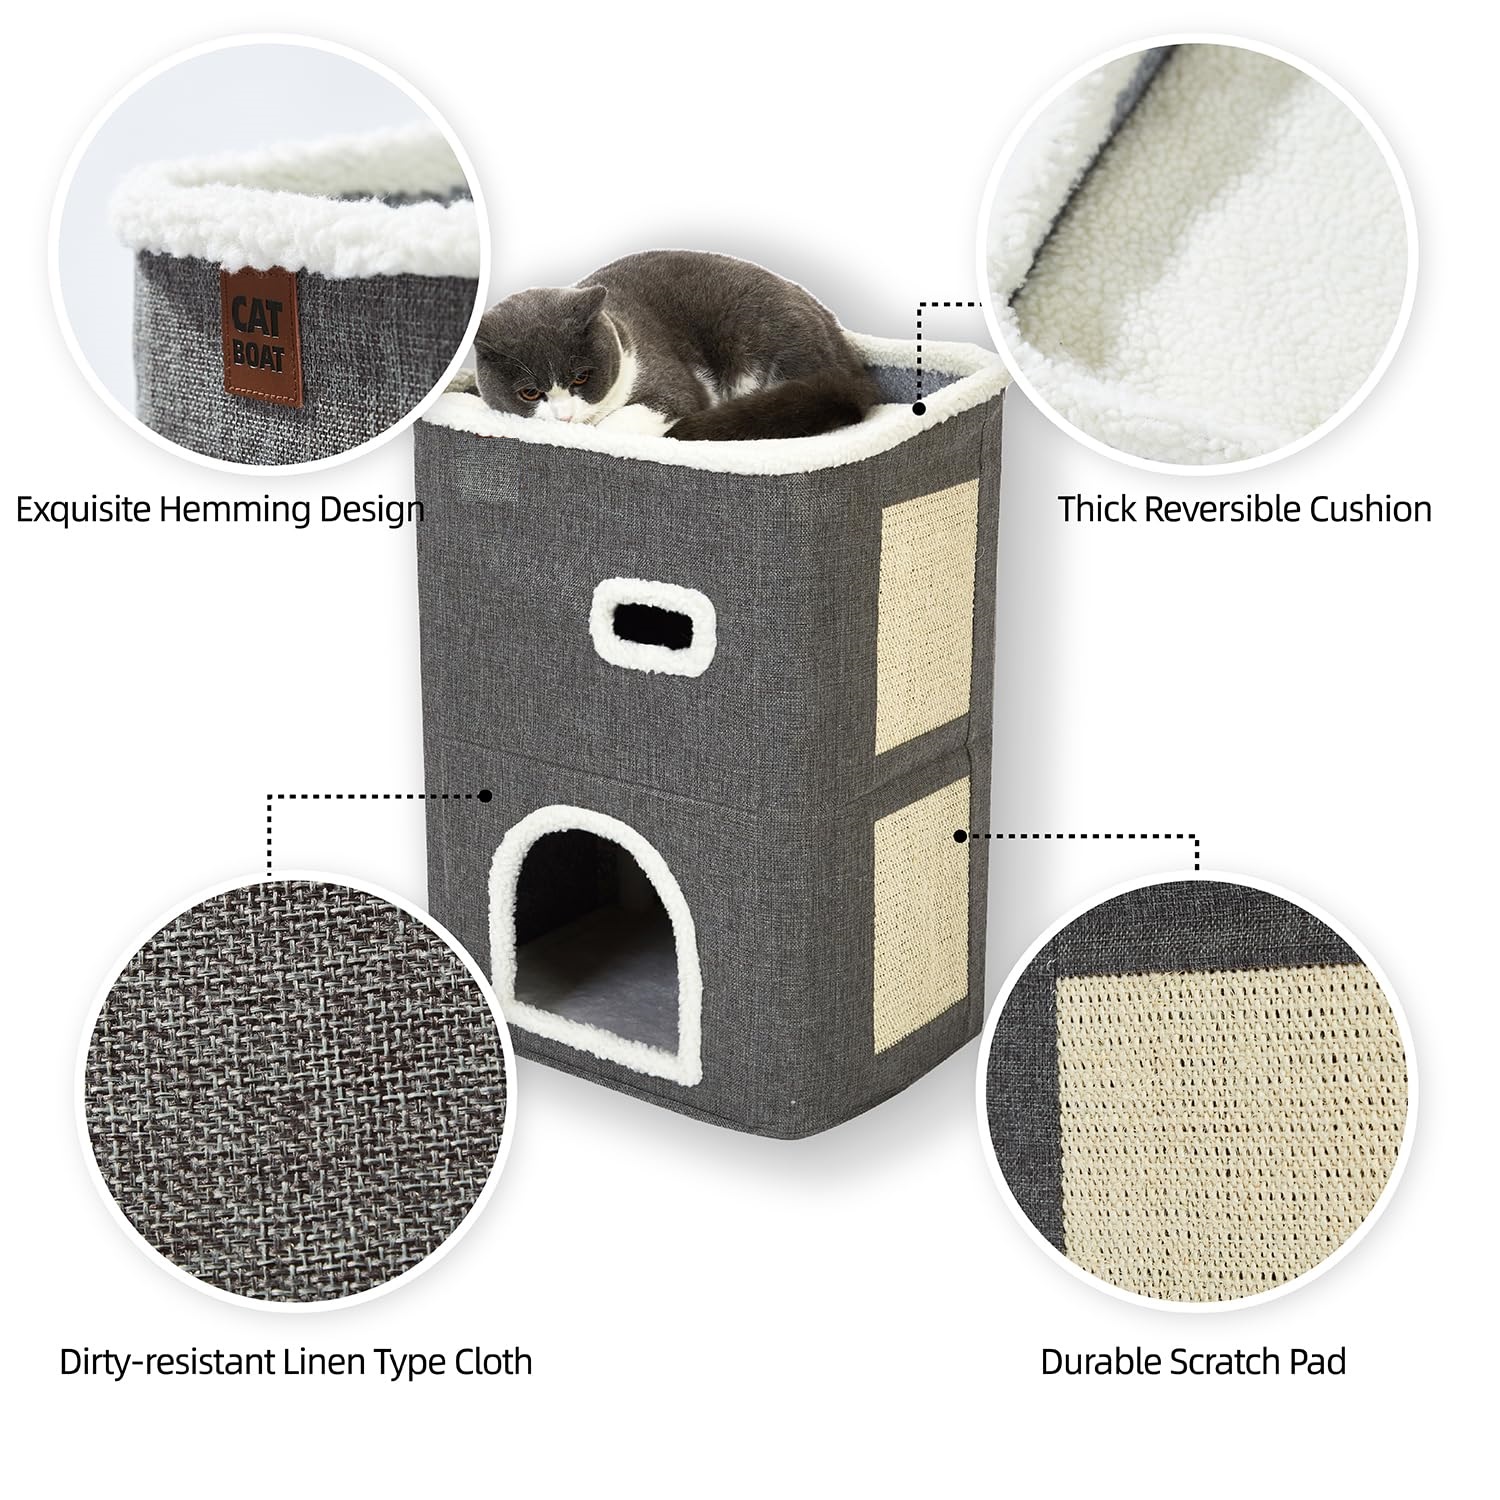 CAT
BOAT
Exquisite Hemming Design
Thick Reversible Cushion
Dirty-resistant Linen Type Cloth
Durable Scratch Pad